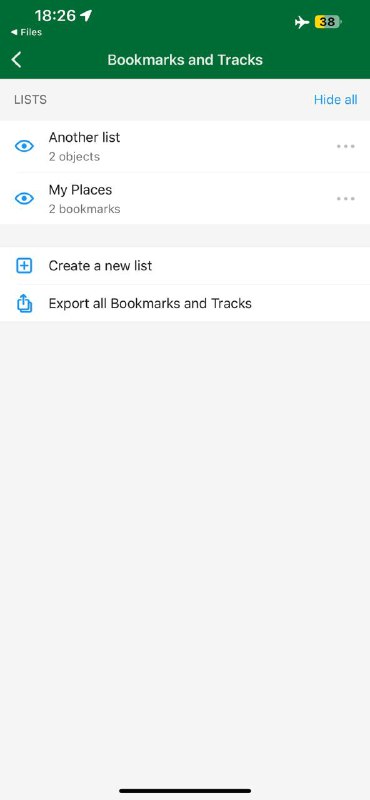 18:26
◀ Files
38
Bookmarks and Tracks
LISTS
Hide all
Another list
2 objects
My Places
2 bookmarks
Create a new list
Export all Bookmarks and Tracks